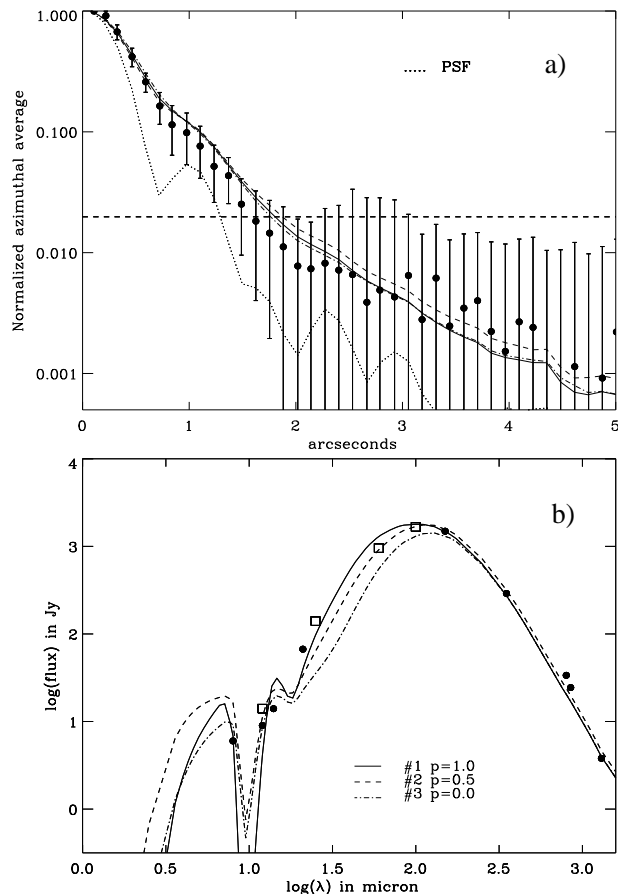 1.000
a)
PSF
0.100
Normalized azimuthal average
0.010
0.001
0 1 2 3 4 5
arcseconds
4
b)
3
2
log(flux) in Jy
1
#1 p=1.0
#2 p=0.5
#3 p=0.0
0
0.0 0.5 1.0 1.5 2.0 2.5 3.0
log(λ) in micron